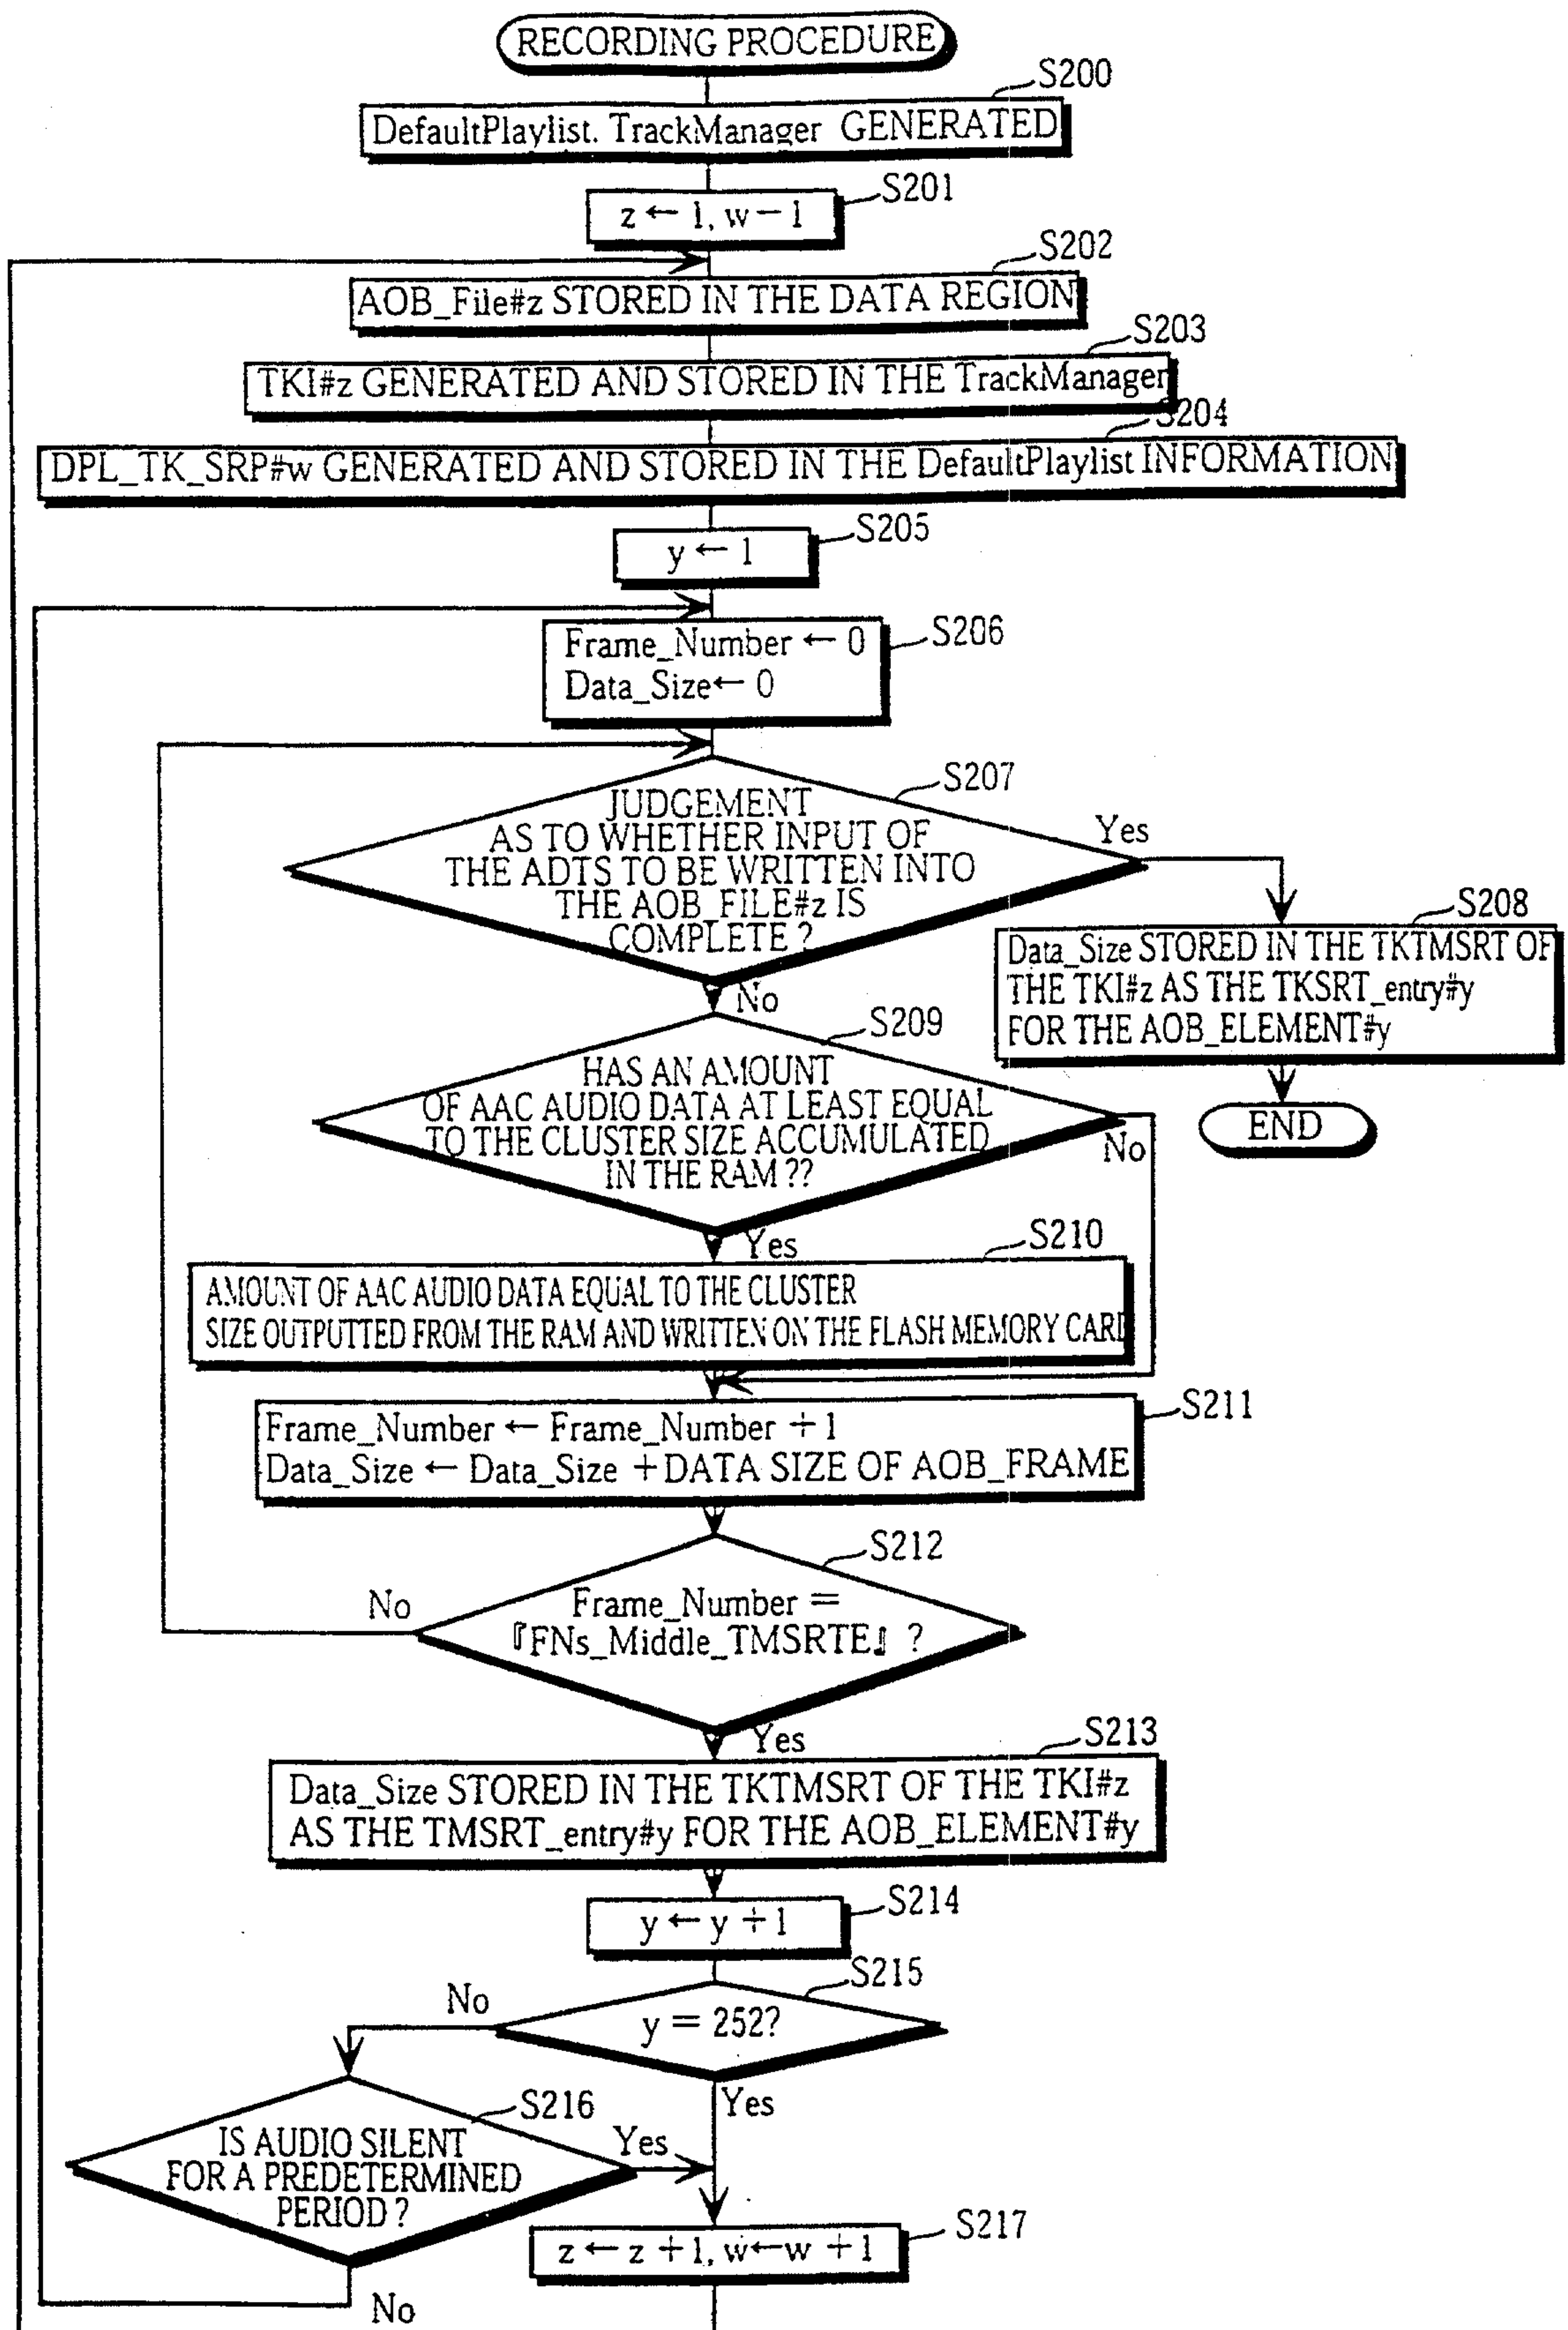 RECORDING PROCEDURE
S200
DefaultPlaylist. TrackManager GENERATED
S201
z ← 1, w － 1
S202
AOB_File#z STORED IN THE DATA REGION
S203
TKI#z GENERATED AND STORED IN THE TrackManager
S204
DPL_TK_SRP#w GENERATED AND STORED IN THE DefaultPlaylist INFORMATION
S205
y ← 1
S206
Frame_Number ← 0
Data_Size ← 0
S207
JUDGEMENT
AS TO WHETHER INPUT OF
THE ADTS TO BE WRITTEN INTO
THE AOB_FILE#z IS
COMPLETE ?
Yes
No
S208
Data_Size STORED IN THE TKTMSRT OF
THE TKI#z AS THE TKSRT_entry#y
FOR THE AOB_ELEMENT#y
END
S209
HAS AN AMOUNT
OF AAC AUDIO DATA AT LEAST EQUAL
TO THE CLUSTER SIZE ACCUMULATED
IN THE RAM ??
No
Yes
S210
AMOUNT OF AAC AUDIO DATA EQUAL TO THE CLUSTER
SIZE OUTPUTTED FROM THE RAM AND WRITTEN ON THE FLASH MEMORY CARD
S211
Frame_Number ← Frame_Number + 1
Data_Size ← Data_Size + DATA SIZE OF AOB_FRAME
S212
Frame_Number =
『FNs_Middle_TMSRTE』 ?
No
Yes
S213
Data_Size STORED IN THE TKTMSRT OF THE TKI#z
AS THE TMSRT_entry#y FOR THE AOB_ELEMENT#y
S214
y ← y + 1
S215
y = 252?
No
Yes
S216
IS AUDIO SILENT
FOR A PREDETERMINED
PERIOD ?
Yes
No
S217
z ← z + 1, w ← w + 1